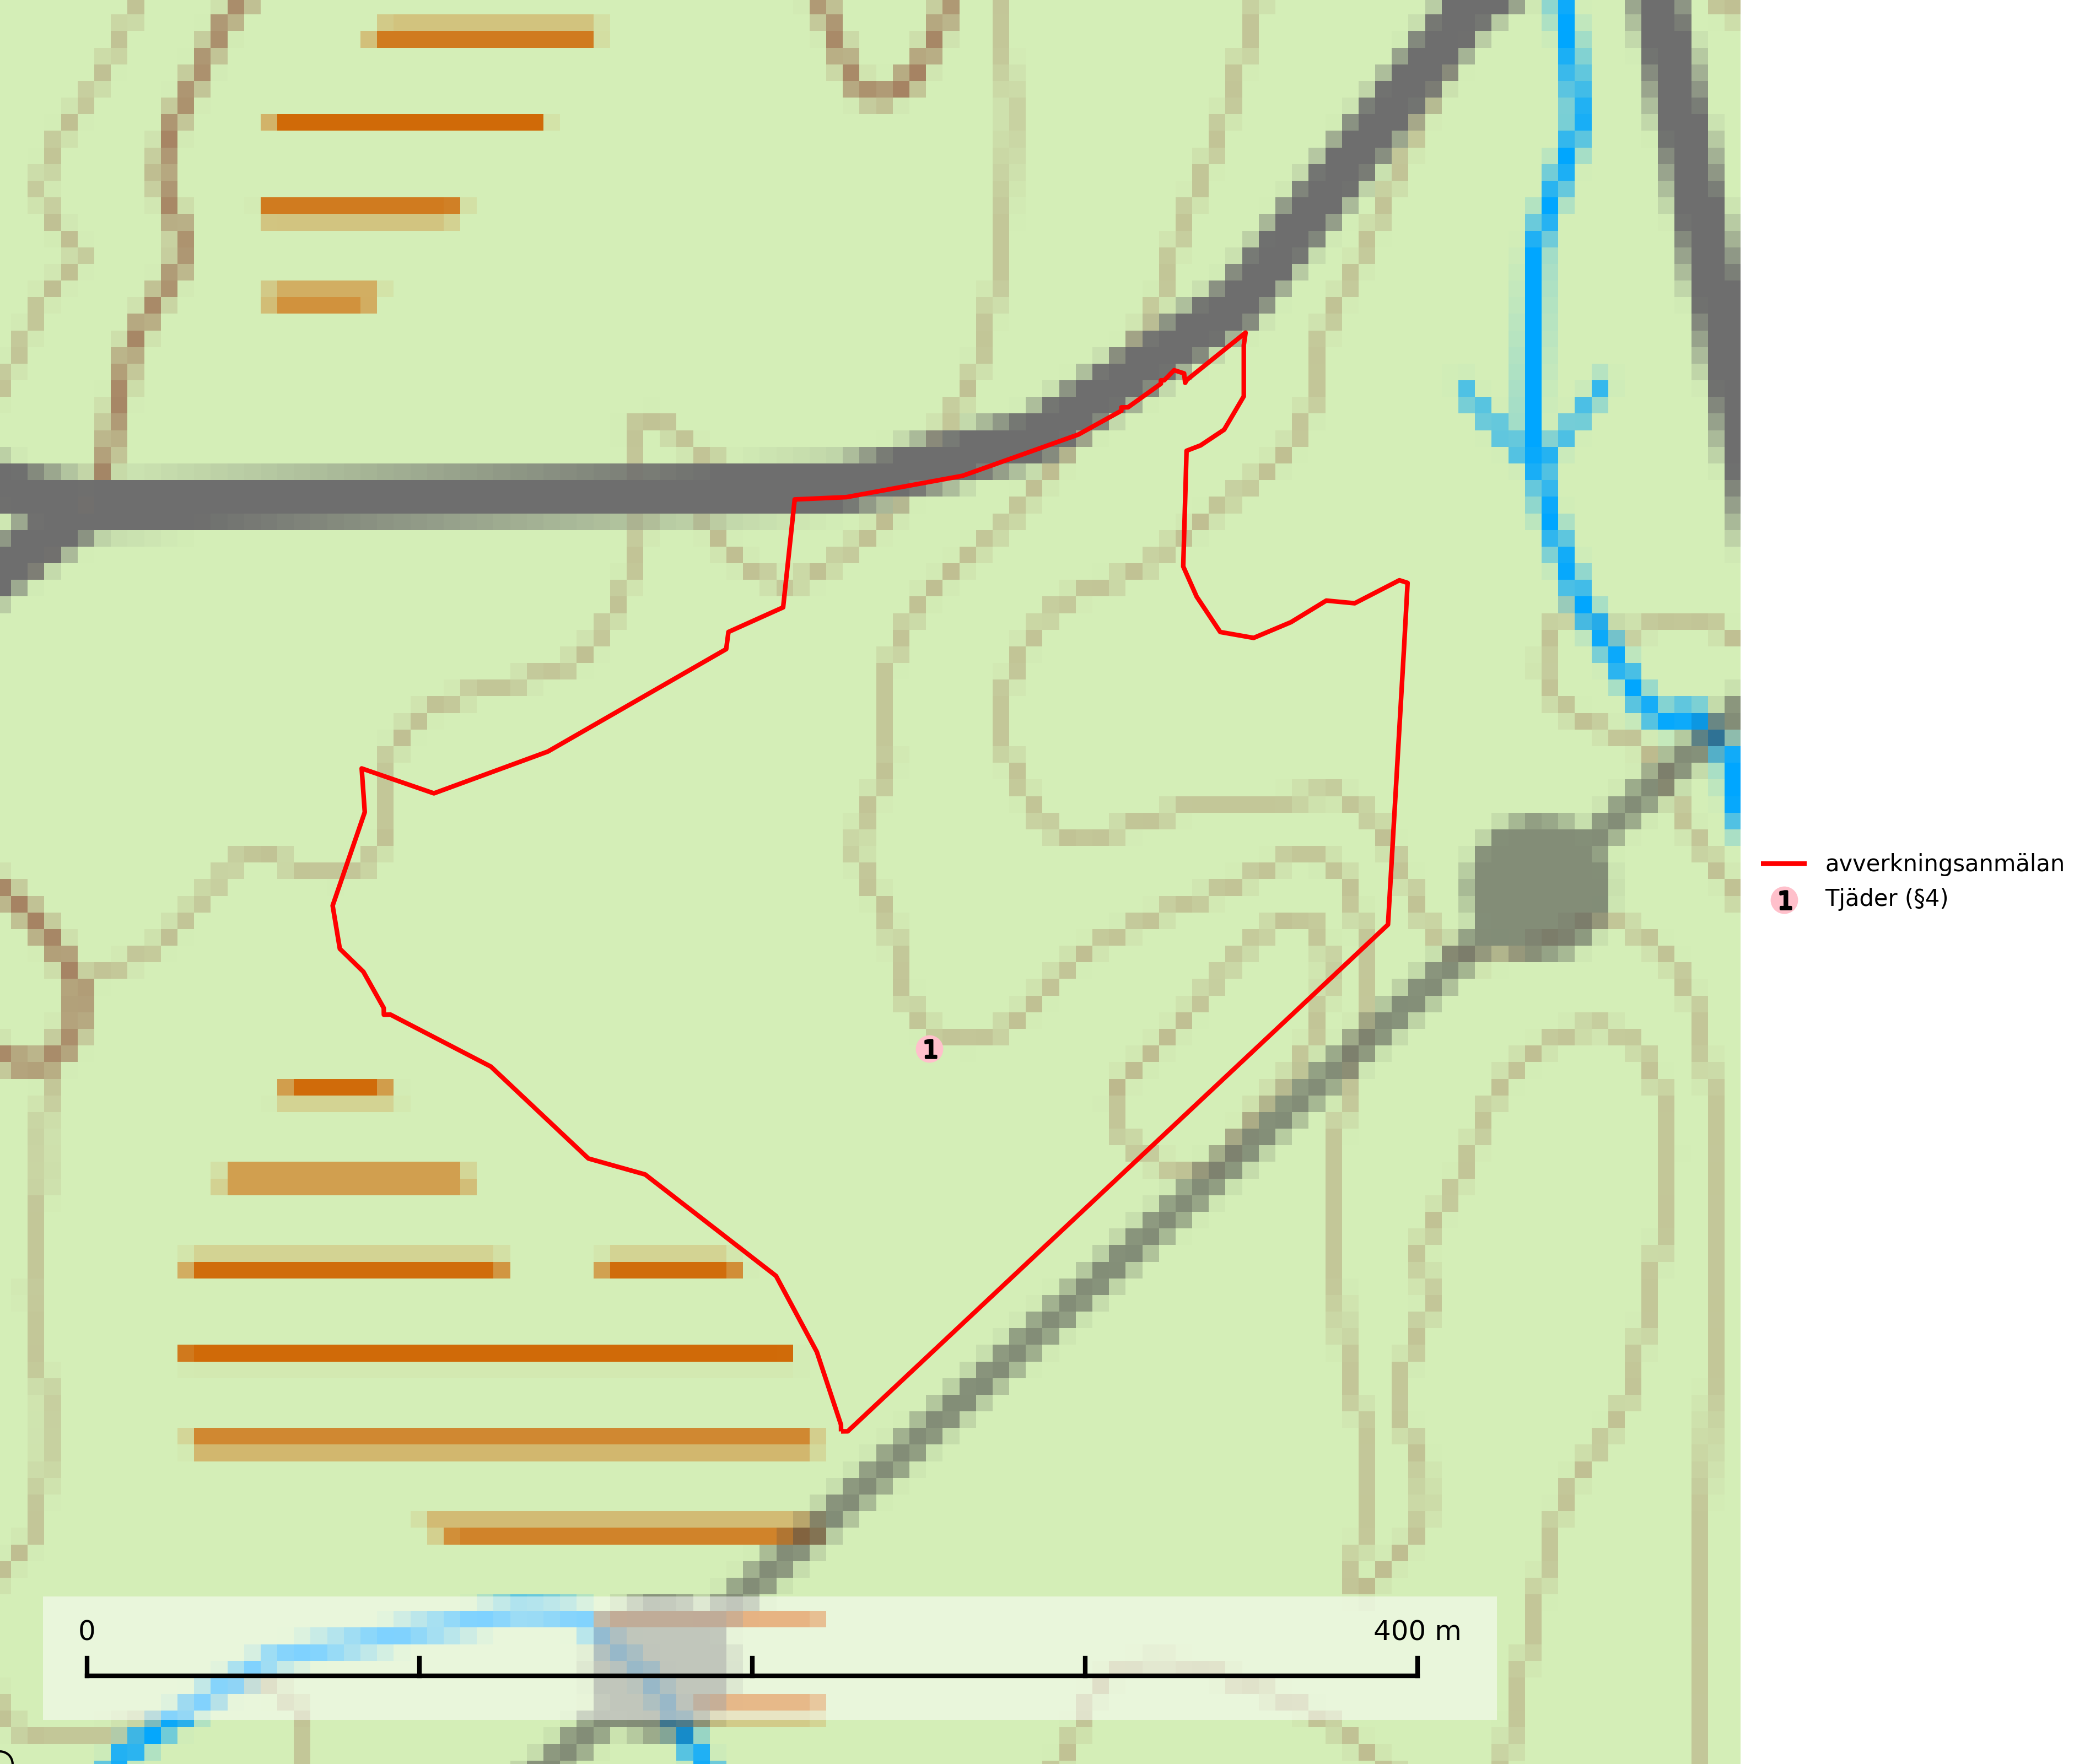 1
avverkningsanmälan
1 Tjäder (§4)
0 400 m